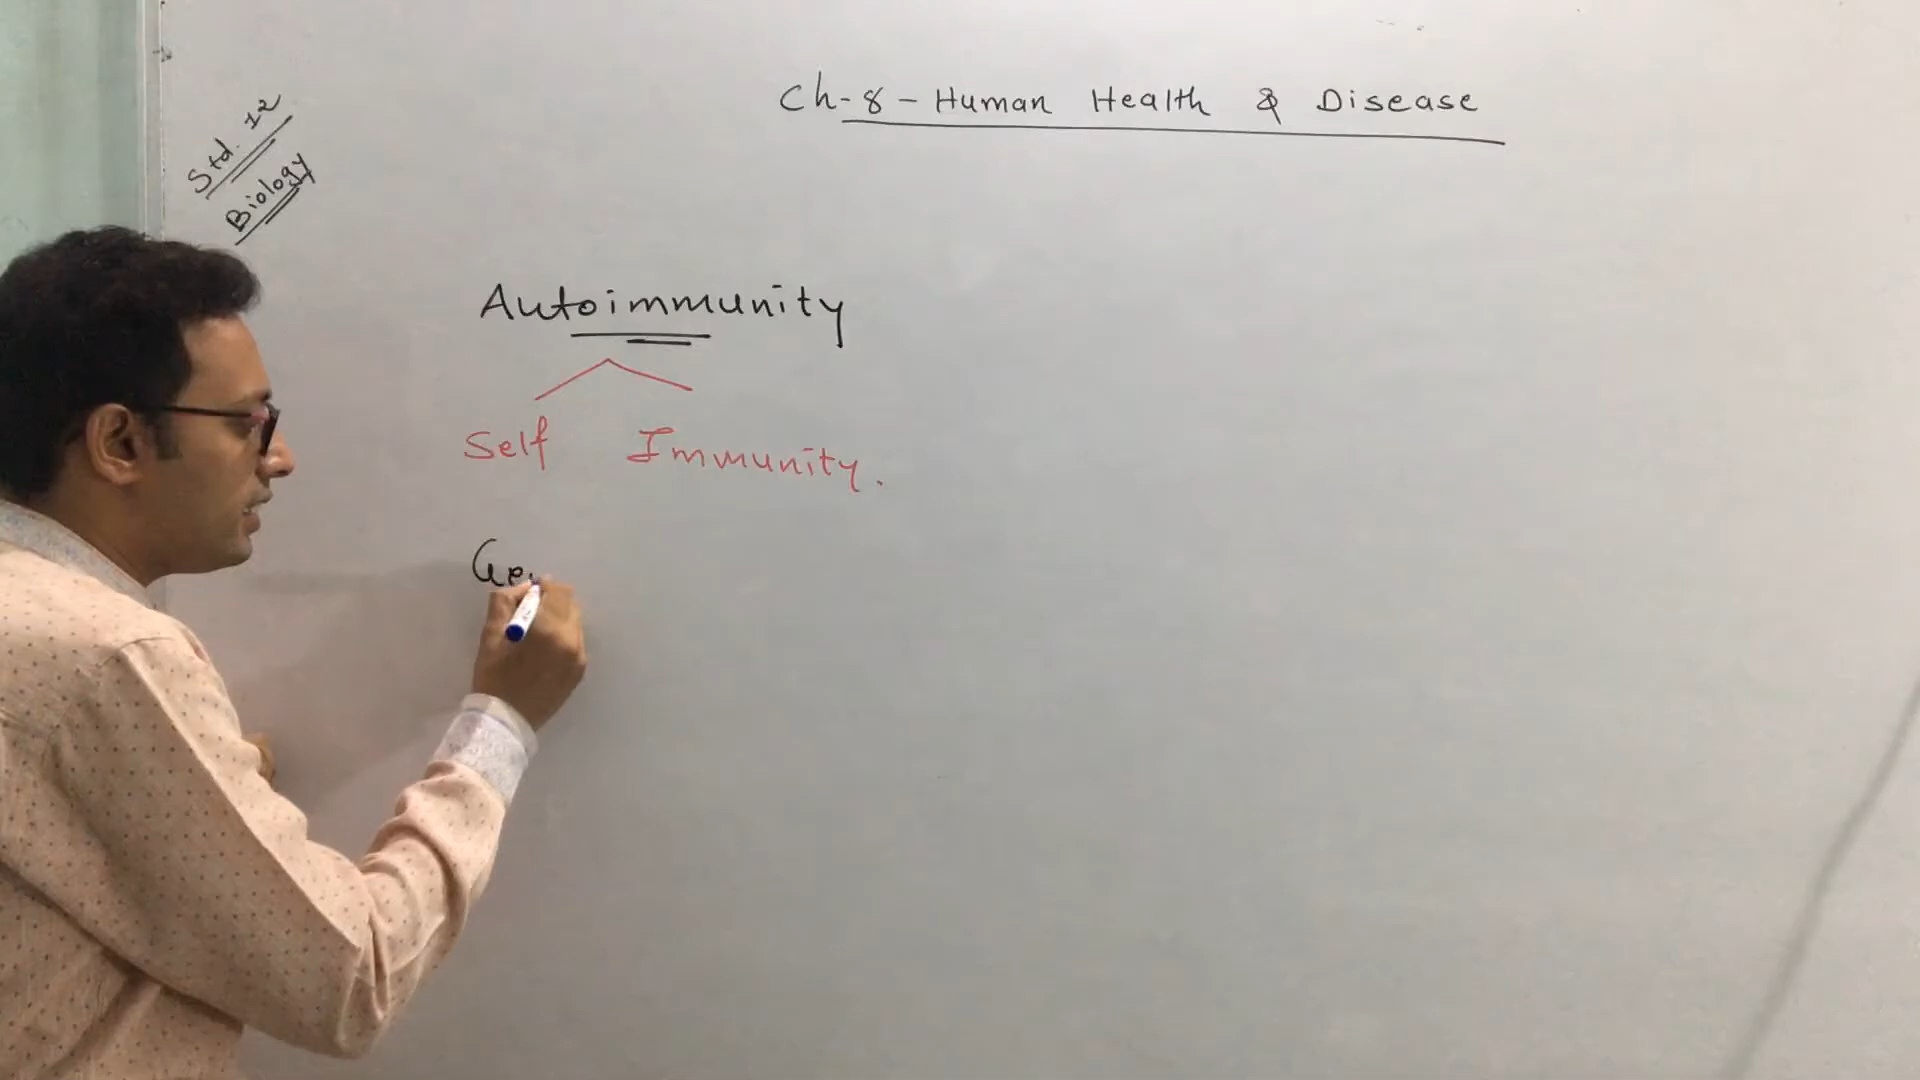 Ch-8 - Human Health & Disease
Std. 12
Biology
Autoimmunity
Self Immunity.